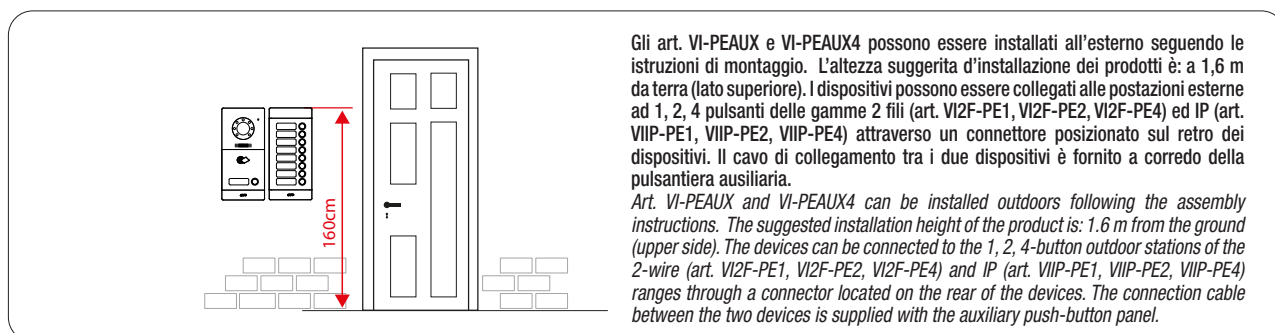 160cm
Gli art. VI-PEAUX e VI-PEAUX4 possono essere installati all’esterno seguendo le
istruzioni di montaggio. L’altezza suggerita d’installazione dei prodotti è: a 1,6 m
da terra (lato superiore). I dispositivi possono essere collegati alle postazioni esterne
ad 1, 2, 4 pulsanti delle gamme 2 fili (art. VI2F-PE1, VI2F-PE2, VI2F-PE4) ed IP (art.
VIIP-PE1, VIIP-PE2, VIIP-PE4) attraverso un connettore posizionato sul retro dei
dispositivi. Il cavo di collegamento tra i due dispositivi è fornito a corredo della
pulsantiera ausiliaria.
Art. VI-PEAUX and VI-PEAUX4 can be installed outdoors following the assembly
instructions. The suggested installation height of the product is: 1.6 m from the ground
(upper side). The devices can be connected to the 1, 2, 4-button outdoor stations of the
2-wire (art. VI2F-PE1, VI2F-PE2, VI2F-PE4) and IP (art. VIIP-PE1, VIIP-PE2, VIIP-PE4)
ranges through a connector located on the rear of the devices. The connection cable
between the two devices is supplied with the auxiliary push-button panel.